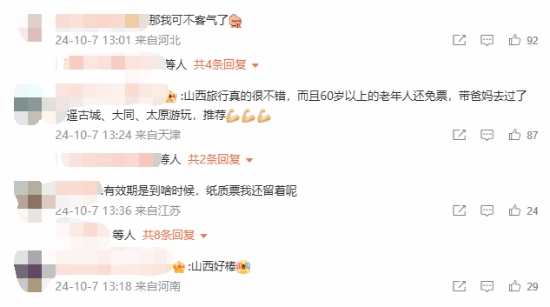 那我可不客气了
24-10-7 13:01 来自河北
92
等人 共4条回复
:山西旅行真的很不错,而且60岁以上的老年人还免票,带爸妈去过了
遥古城、大同、太原游玩,推荐
24-10-7 13:24 来自天津
87
等人 共2条回复
有效期是到啥时候,纸质票我还留着呢
24-10-7 13:36 来自江苏
24
等人 共8条回复
:山西好棒
24-10-7 13:18 来自河南
29